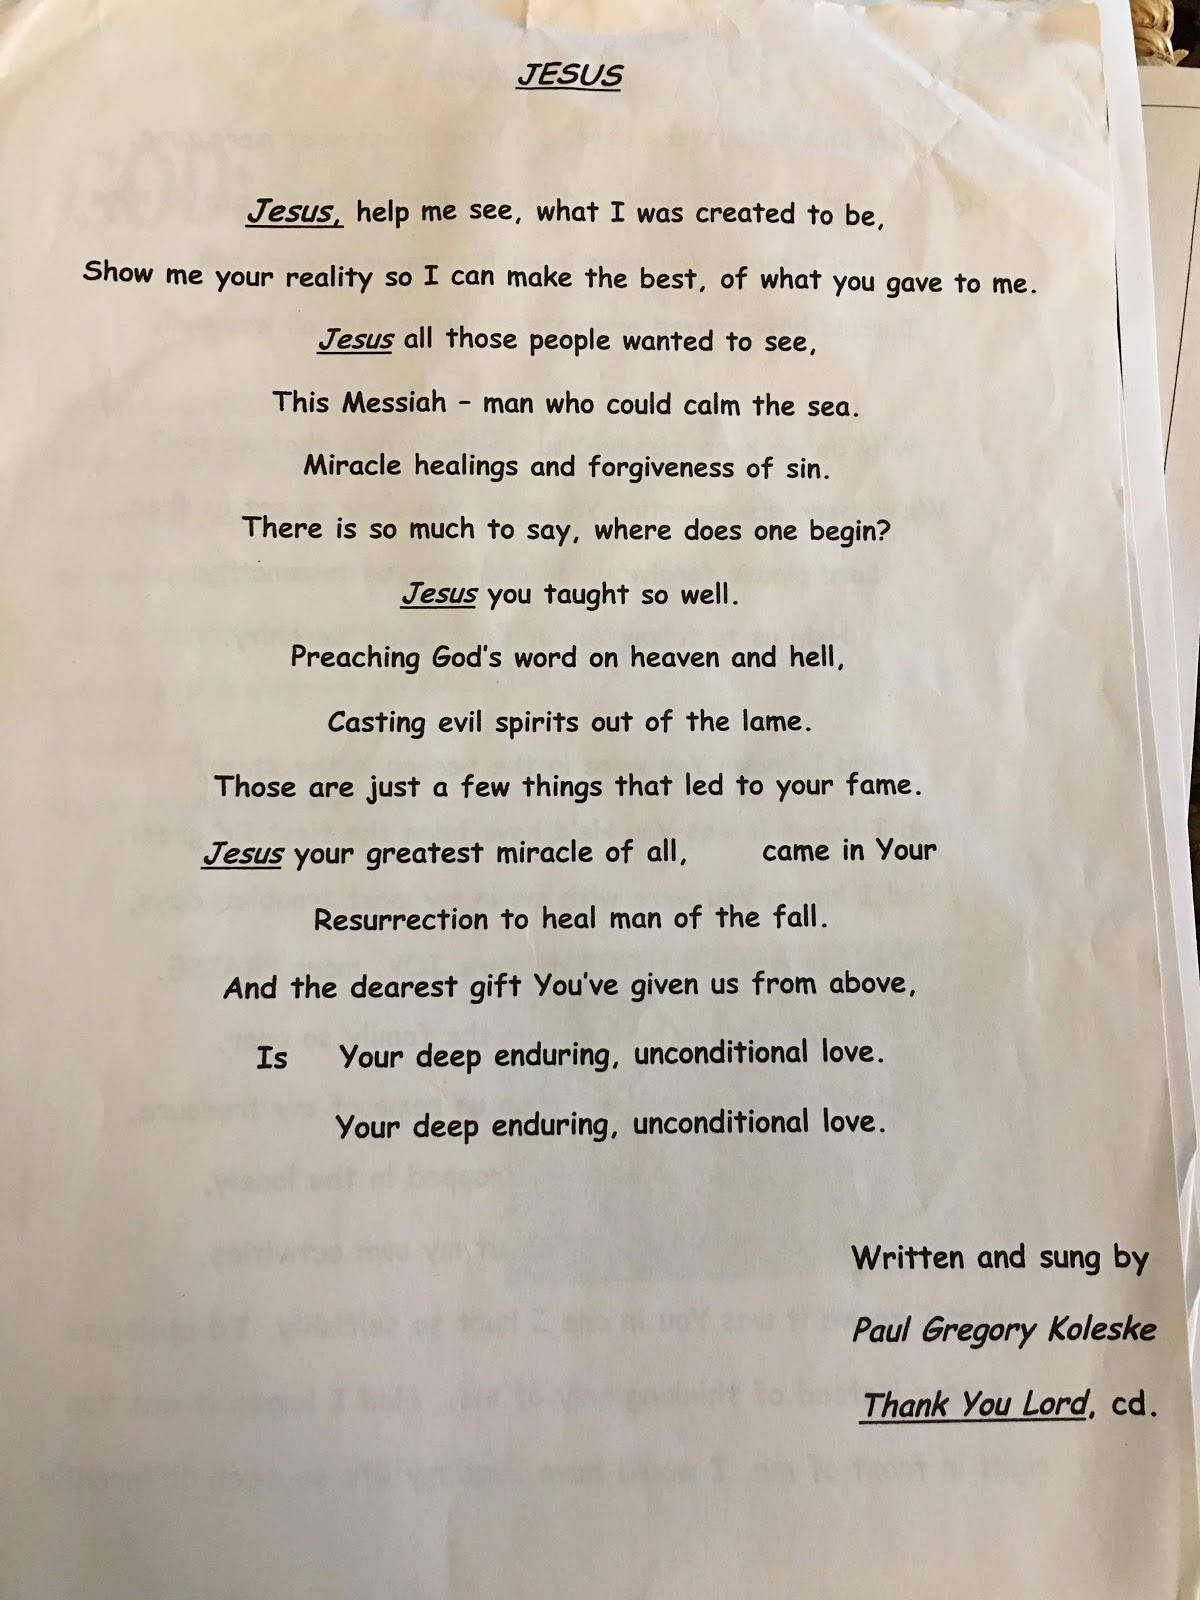 JESUS
Jesus, help me see, what I was created to be,
Show me your reality so I can make the best, of what you gave to me.
Jesus all those people wanted to see,
This Messiah – man who could calm the sea.
Miracle healings and forgiveness of sin.
There is so much to say, where does one begin?
Jesus you taught so well.
Preaching God's word on heaven and hell,
Casting evil spirits out of the lame.
Those are just a few things that led to your fame.
Jesus your greatest miracle of all, came in Your
Resurrection to heal man of the fall.
And the dearest gift You've given us from above,
Is Your deep enduring, unconditional love.
Your deep enduring, unconditional love.
Written and sung by
Paul Gregory Koleske
Thank You Lord, cd.